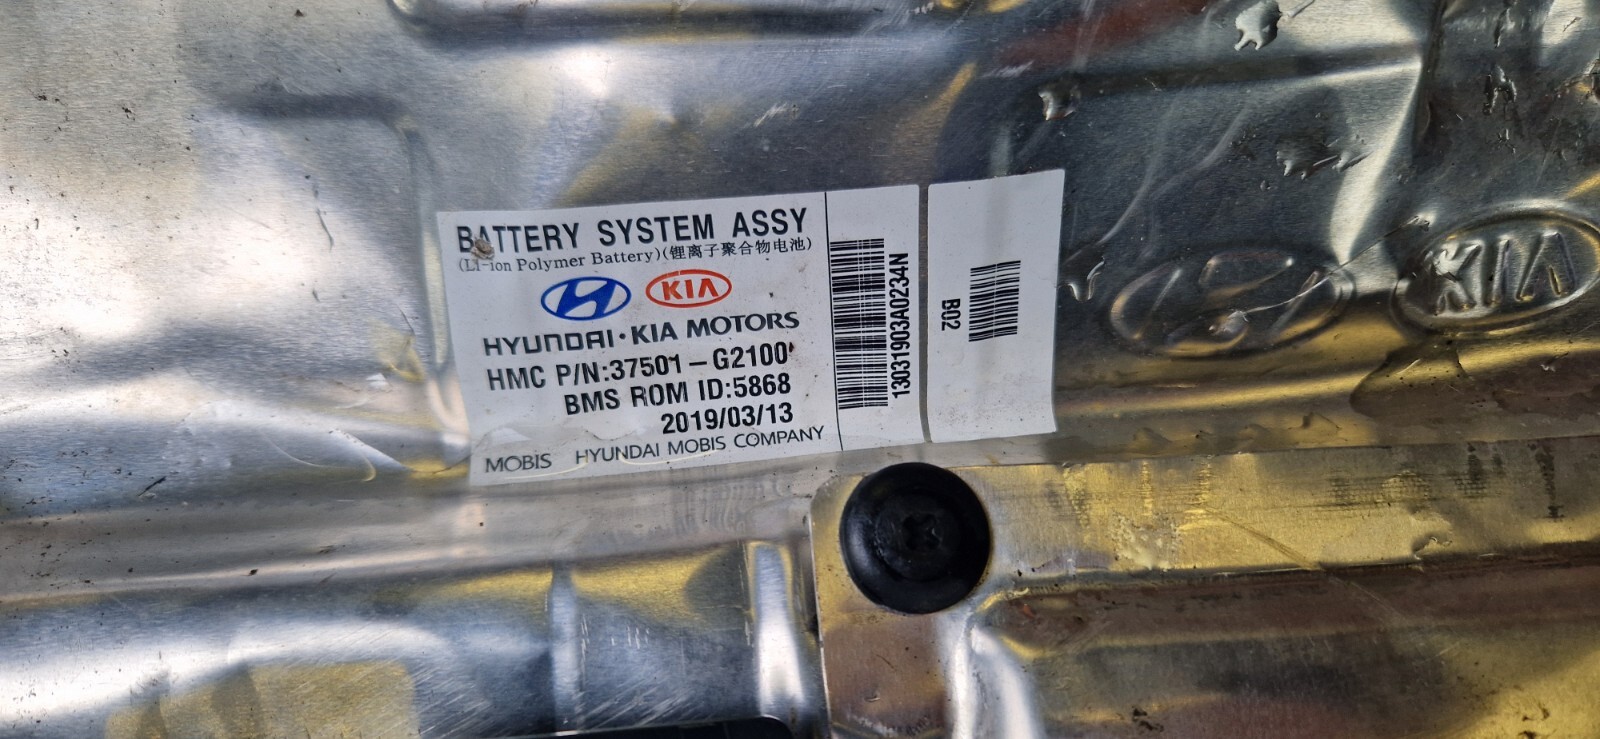 BATTERY SYSTEM ASSY
(Li-ion Polymer Battery)(锂离子聚合物电池)
KIA
HYUNDAI·KIA MOTORS
HMC P/N:37501-G2100
BMS ROM ID:5868
2019/03/13
MOBIS HYUNDAI MOBIS COMPANY
13031903A0234N
B02
KIA